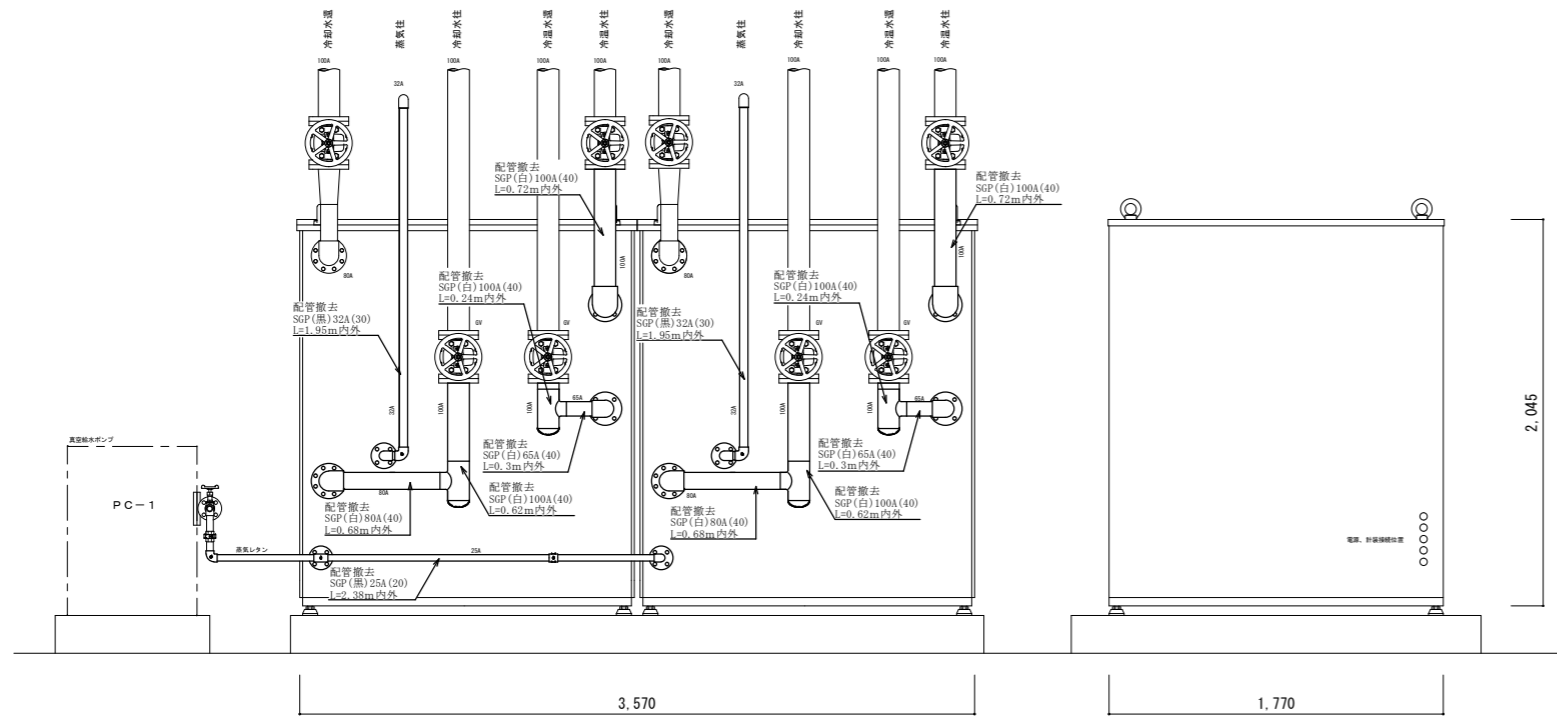 冷却水還
蒸気往
冷却水往
冷温水還
冷温水往
冷却水還
蒸気往
冷却水往
冷温水還
冷温水往
100A
100A
100A
100A
100A
100A
100A
100A
32A
32A
配管撤去
SGP(白)100A(40)
L=0.72m内外
配管撤去
SGP(白)100A(40)
L=0.72m内外
100A
100A
80A
80A
配管撤去
SGP(白)100A(40)
L=0.24m内外
配管撤去
SGP(白)100A(40)
L=0.24m内外
配管撤去
SGP(黒)32A(30)
L=1.95m内外
配管撤去
SGP(黒)32A(30)
L=1.95m内外
GV
GV
GV
GV
32A
100A
100A
65A
32A
100A
100A
65A
配管撤去
SGP(白)65A(40)
L=0.3m内外
配管撤去
SGP(白)65A(40)
L=0.3m内外
真空給水ポンプ
PC-1
80A
80A
配管撤去
SGP(白)100A(40)
L=0.62m内外
配管撤去
SGP(白)100A(40)
L=0.62m内外
配管撤去
SGP(白)80A(40)
L=0.68m内外
配管撤去
SGP(白)80A(40)
L=0.68m内外
蒸気レタン
25A
配管撤去
SGP(黒)25A(20)
L=2.38m内外
電源、計装接続位置
2,045
3,570
1,770